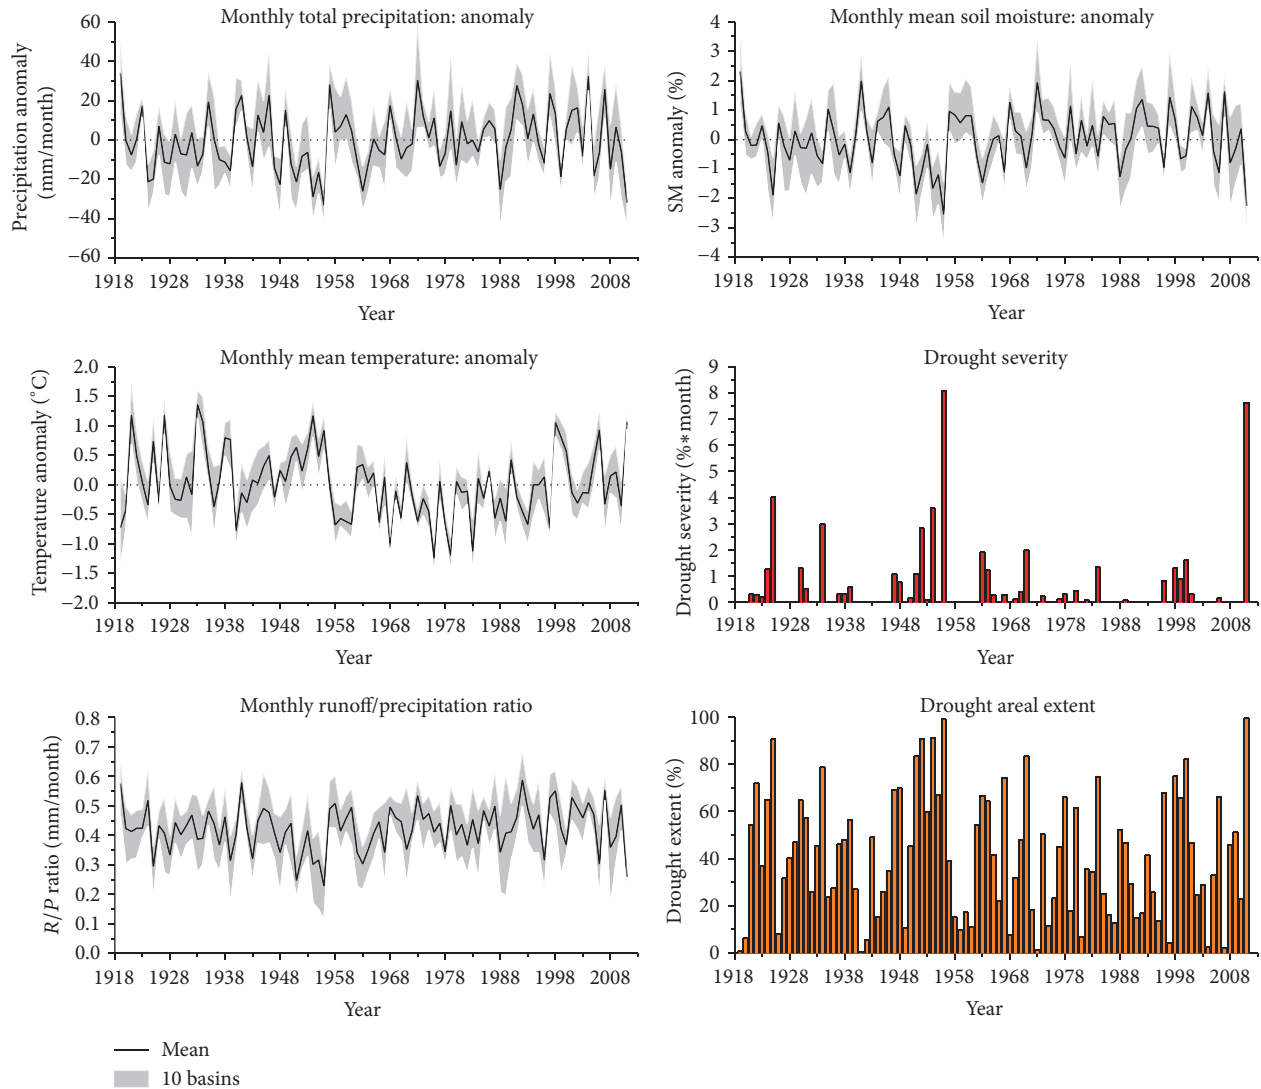 Monthly total precipitation: anomaly
Precipitation anomaly
(mm/month)
60
40
20
0
−20
−40
−60
1918 1928 1938 1948 1958 1968 1978 1988 1998 2008
Year
Monthly mean soil moisture: anomaly
SM anomaly (%)
4
3
2
1
0
−1
−2
−3
−4
1918 1928 1938 1948 1958 1968 1978 1988 1998 2008
Year
Monthly mean temperature: anomaly
Temperature anomaly (°C)
2.0
1.5
1.0
0.5
0.0
−0.5
−1.0
−1.5
−2.0
1918 1928 1938 1948 1958 1968 1978 1988 1998 2008
Year
Drought severity
Drought severity (%∗month)
9
8
7
6
5
4
3
2
1
0
1918 1928 1938 1948 1958 1968 1978 1988 1998 2008
Year
Monthly runoff/precipitation ratio
R/P ratio (mm/month)
0.8
0.7
0.6
0.5
0.4
0.3
0.2
0.1
0.0
1918 1928 1938 1948 1958 1968 1978 1988 1998 2008
Year
Drought areal extent
Drought extent (%)
100
80
60
40
20
0
1918 1928 1938 1948 1958 1968 1978 1988 1998 2008
Year
Mean
10 basins